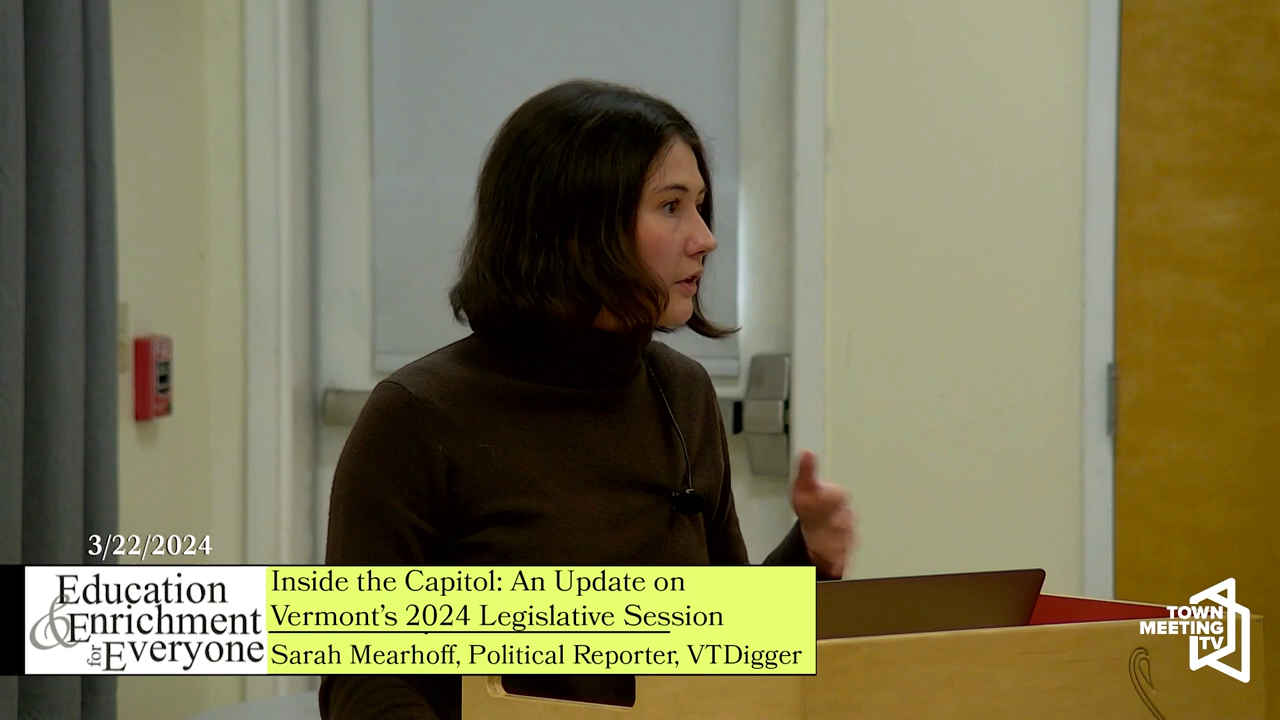 3/22/2024
Education
& Enrichment
for Everyone
Inside the Capitol: An Update on
Vermont's 2024 Legislative Session
Sarah Mearhoff, Political Reporter, VTDigger
TOWN
MEETING
TV